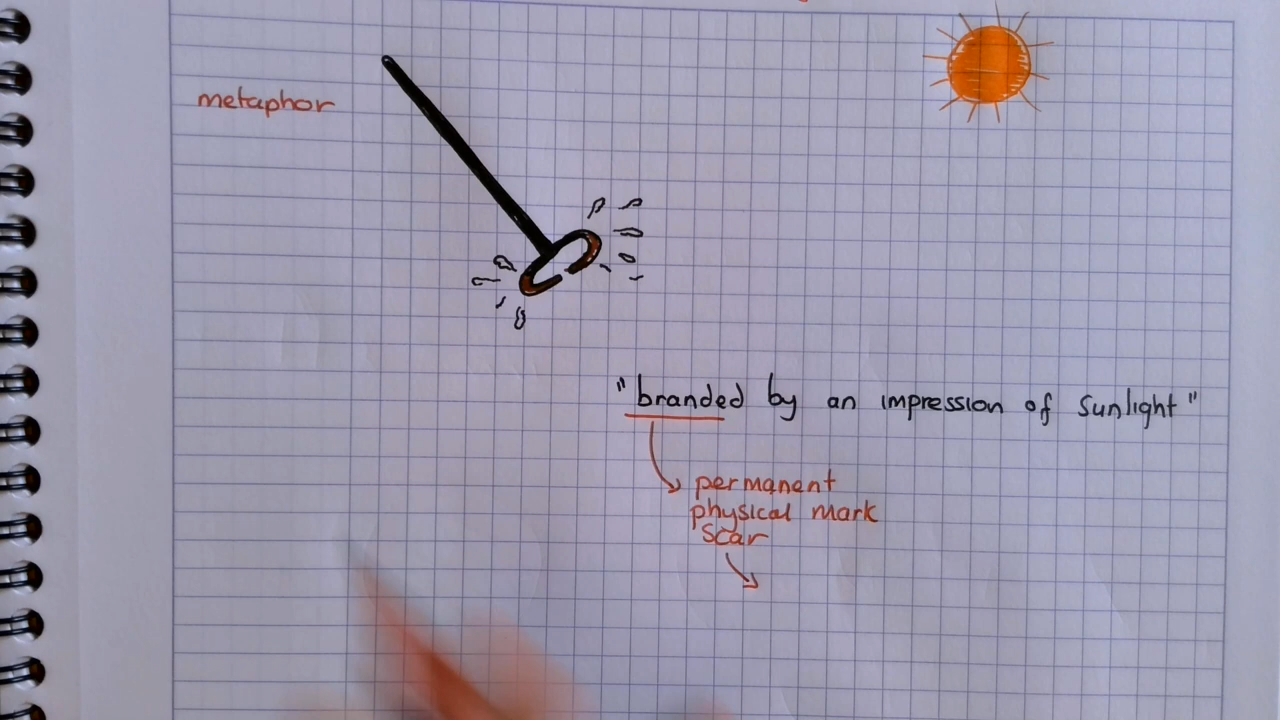 metaphor
"branded by an impression of sunlight"
permanent
physical mark
scar